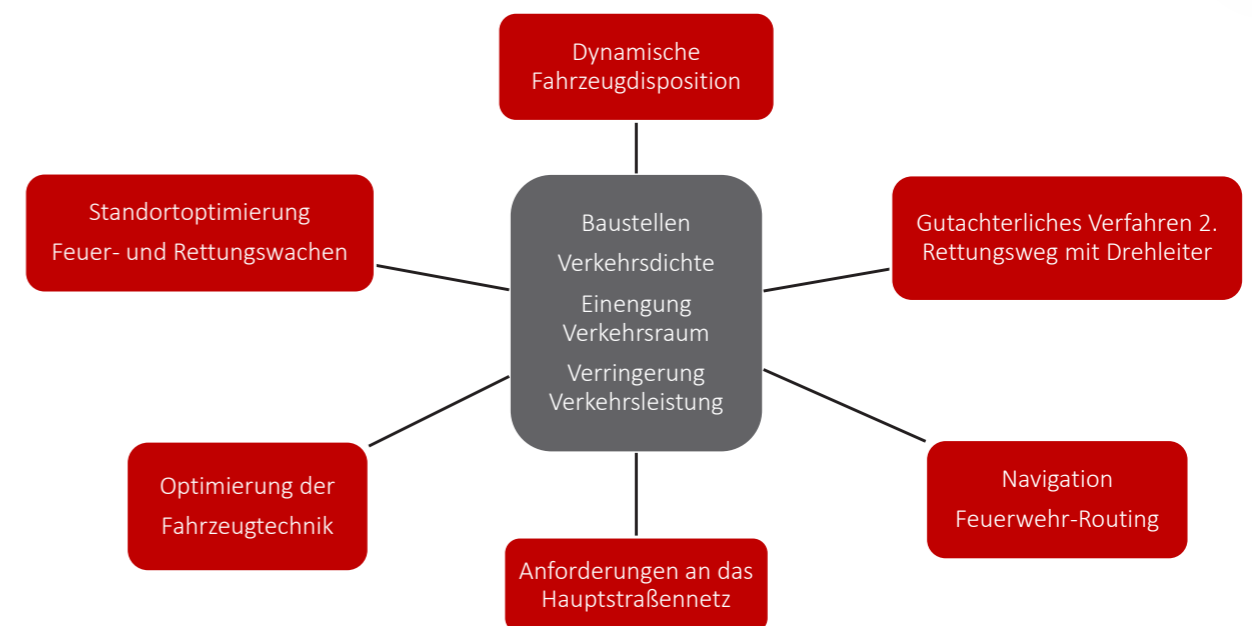 Dynamische
Fahrzeugdisposition
Standortoptimierung
Feuer- und Rettungswachen
Baustellen
Verkehrsdichte
Einengung
Verkehrsraum
Verringerung
Verkehrsleistung
Gutachterliches Verfahren 2.
Rettungsweg mit Drehleiter
Optimierung der
Fahrzeugtechnik
Navigation
Feuerwehr-Routing
Anforderungen an das
Hauptstraßennetz